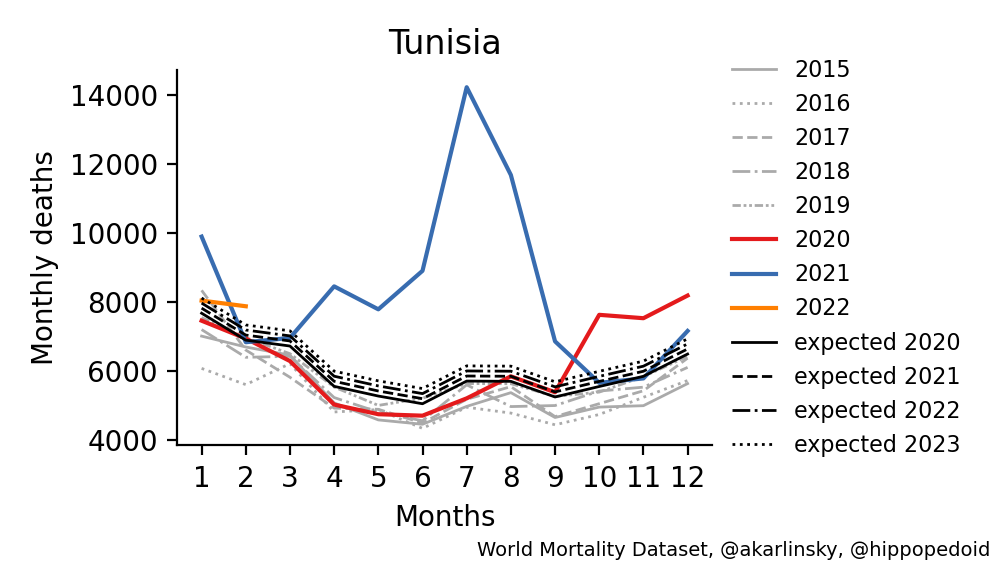 Tunisia
Monthly deaths
14000
12000
10000
8000
6000
4000
1 2 3 4 5 6 7 8 9 10 11 12
Months
2015
2016
2017
2018
2019
2020
2021
2022
expected 2020
expected 2021
expected 2022
expected 2023
World Mortality Dataset, @akarlinsky, @hippopedoid